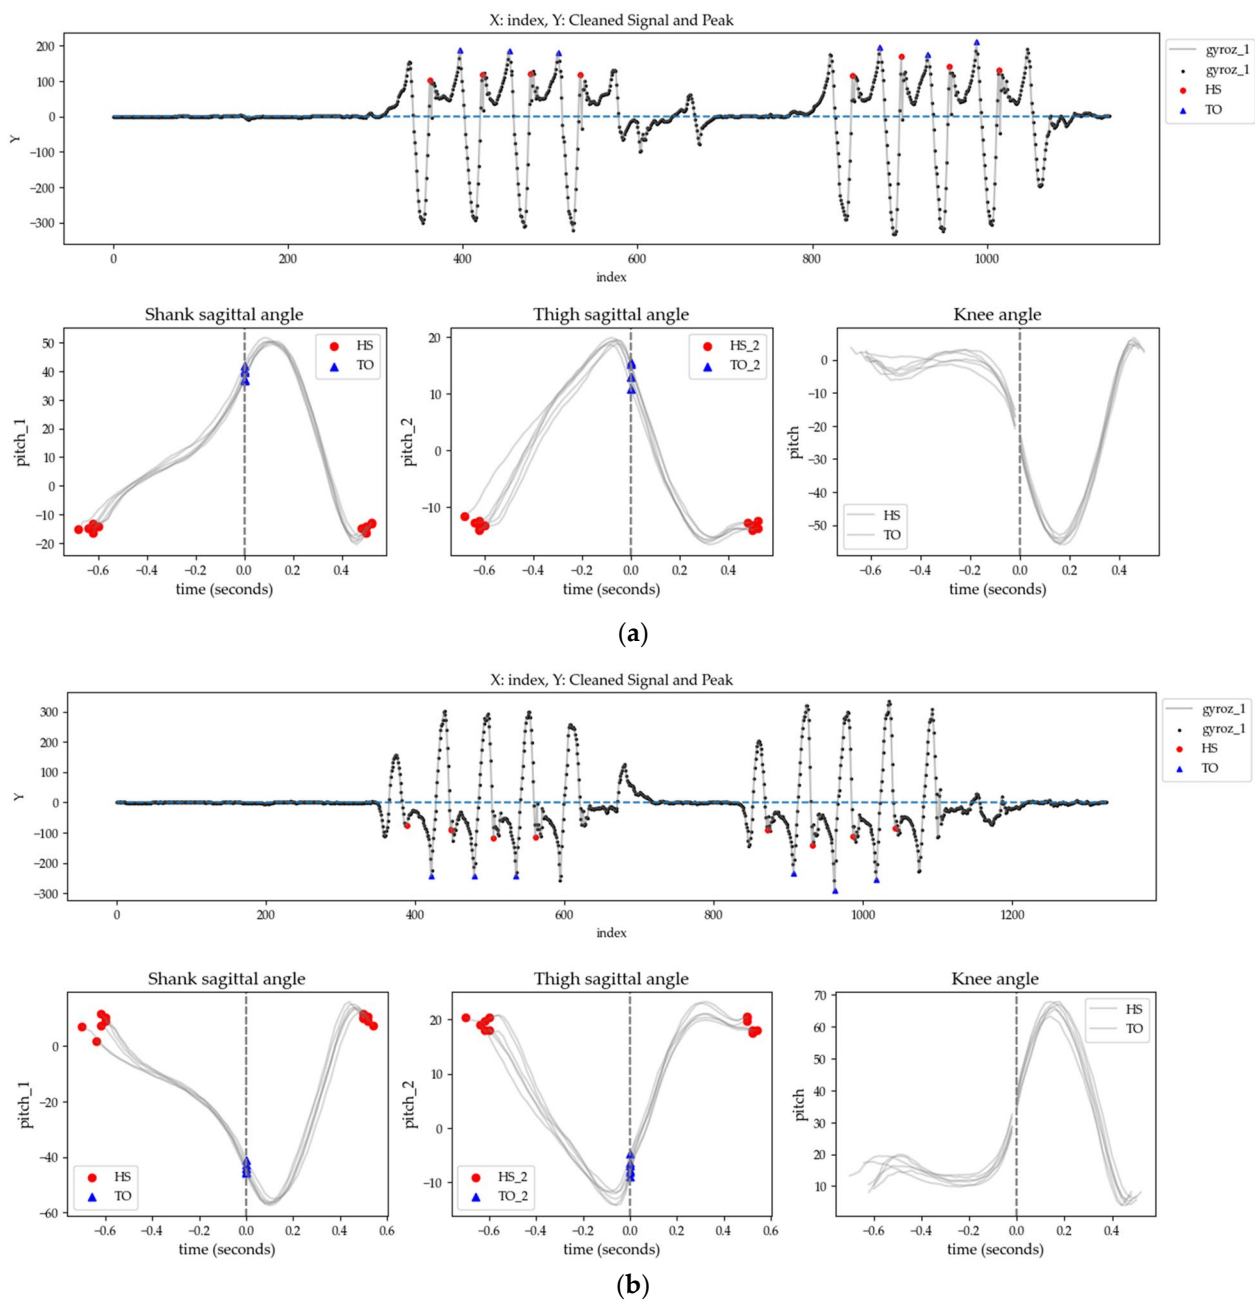 X: index, Y: Cleaned Signal and Peak
200
100
0
−100
−200
−300
Y
0 200 400 600 800 1000
index
gyroz_1
gyroz_1
HS
TO
Shank sagittal angle
50
40
30
20
10
0
−10
−20
pitch_1
HS
TO
−0.6 −0.4 −0.2 0.0 0.2 0.4
time (seconds)
Thigh sagittal angle
20
10
0
−10
pitch_2
HS_2
TO_2
−0.6 −0.4 −0.2 0.0 0.2 0.4
time (seconds)
Knee angle
0
−10
−20
−30
−40
−50
pitch
HS
TO
−0.6 −0.4 −0.2 0.0 0.2 0.4
time (seconds)
(a)
X: index, Y: Cleaned Signal and Peak
300
200
100
0
−100
−200
−300
Y
0 200 400 600 800 1000 1200
index
gyroz_1
gyroz_1
HS
TO
Shank sagittal angle
0
−20
−40
−60
pitch_1
HS
TO
−0.6 −0.4 −0.2 0.0 0.2 0.4 0.6
time (seconds)
Thigh sagittal angle
20
10
0
−10
pitch_2
HS_2
TO_2
−0.6 −0.4 −0.2 0.0 0.2 0.4 0.6
time (seconds)
Knee angle
70
60
50
40
30
20
10
pitch
HS
TO
−0.6 −0.4 −0.2 0.0 0.2 0.4
time (seconds)
(b)